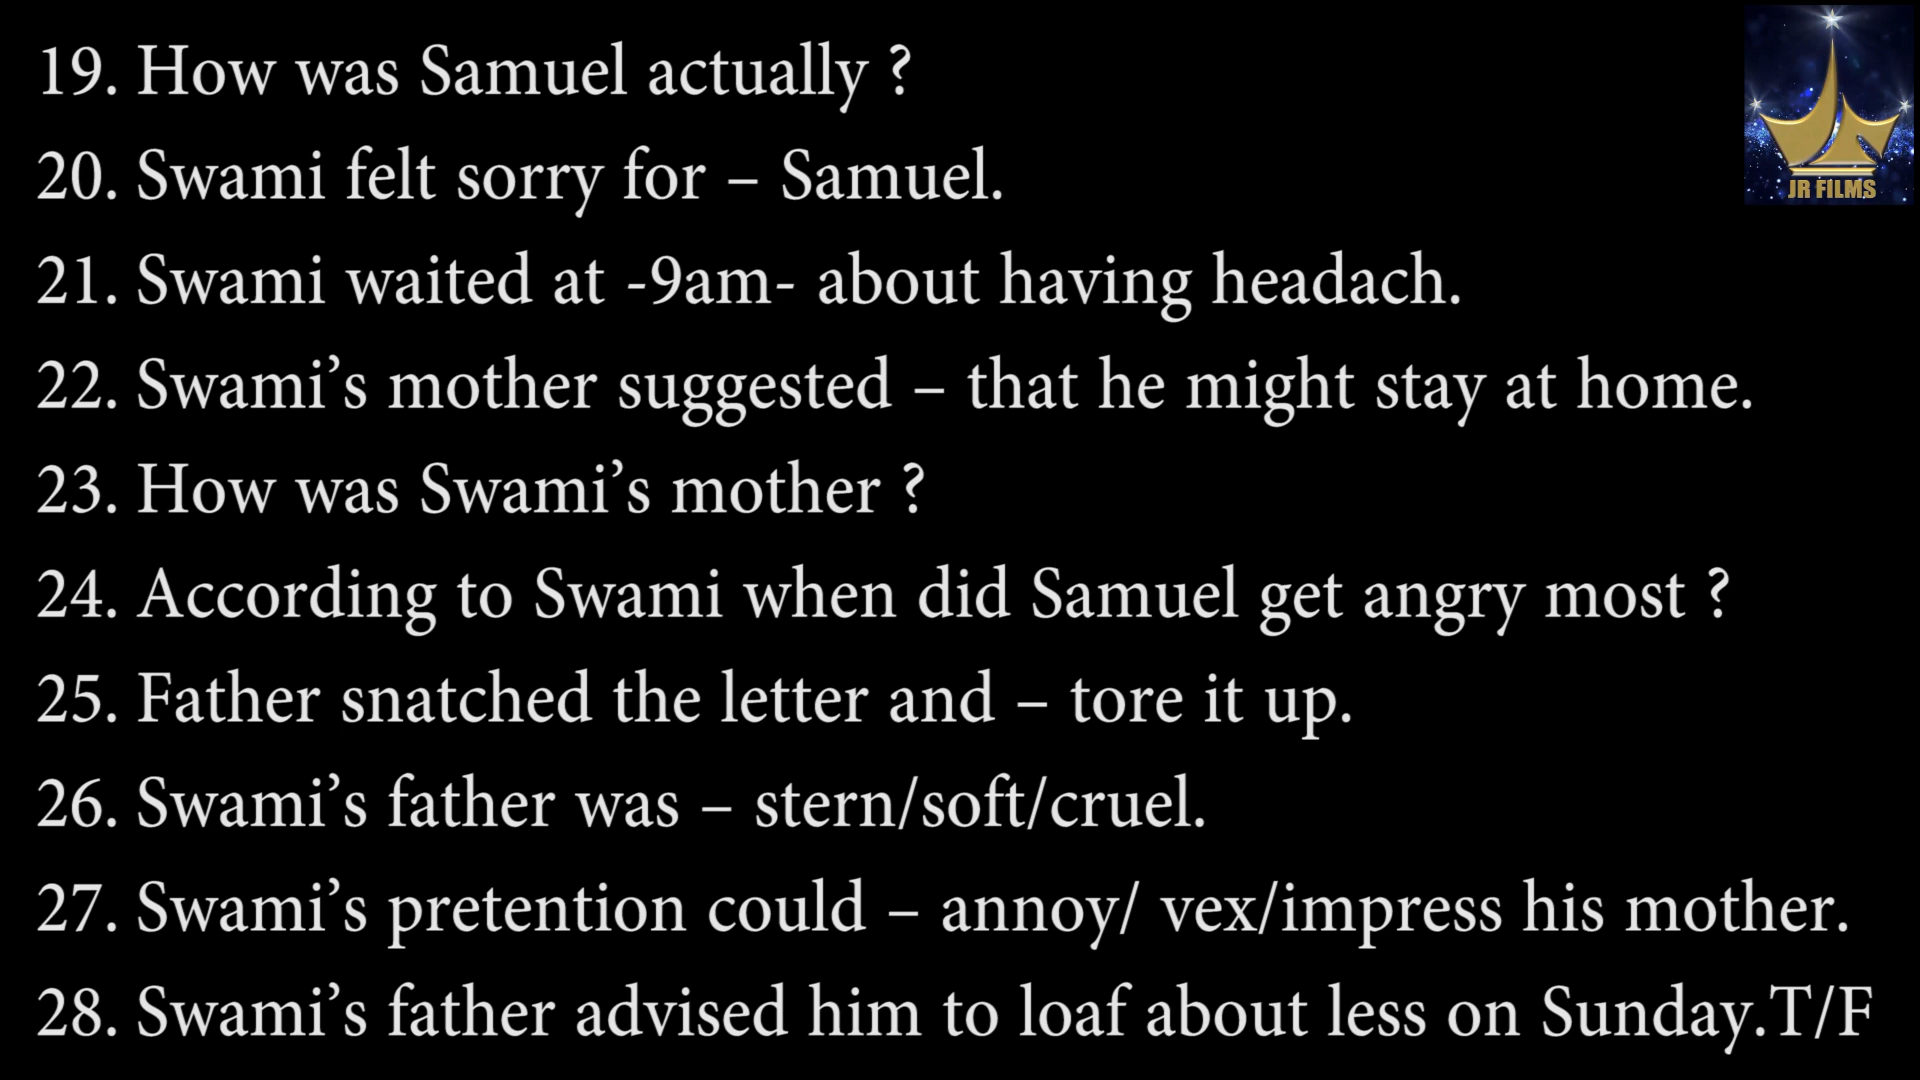 19. How was Samuel actually ?
20. Swami felt sorry for – Samuel.
21. Swami waited at -9am- about having headach.
22. Swami’s mother suggested – that he might stay at home.
23. How was Swami’s mother ?
24. According to Swami when did Samuel get angry most ?
25. Father snatched the letter and – tore it up.
26. Swami’s father was – stern/soft/cruel.
27. Swami’s pretention could – annoy/ vex/impress his mother.
28. Swami’s father advised him to loaf about less on Sunday.T/F
JR FILMS